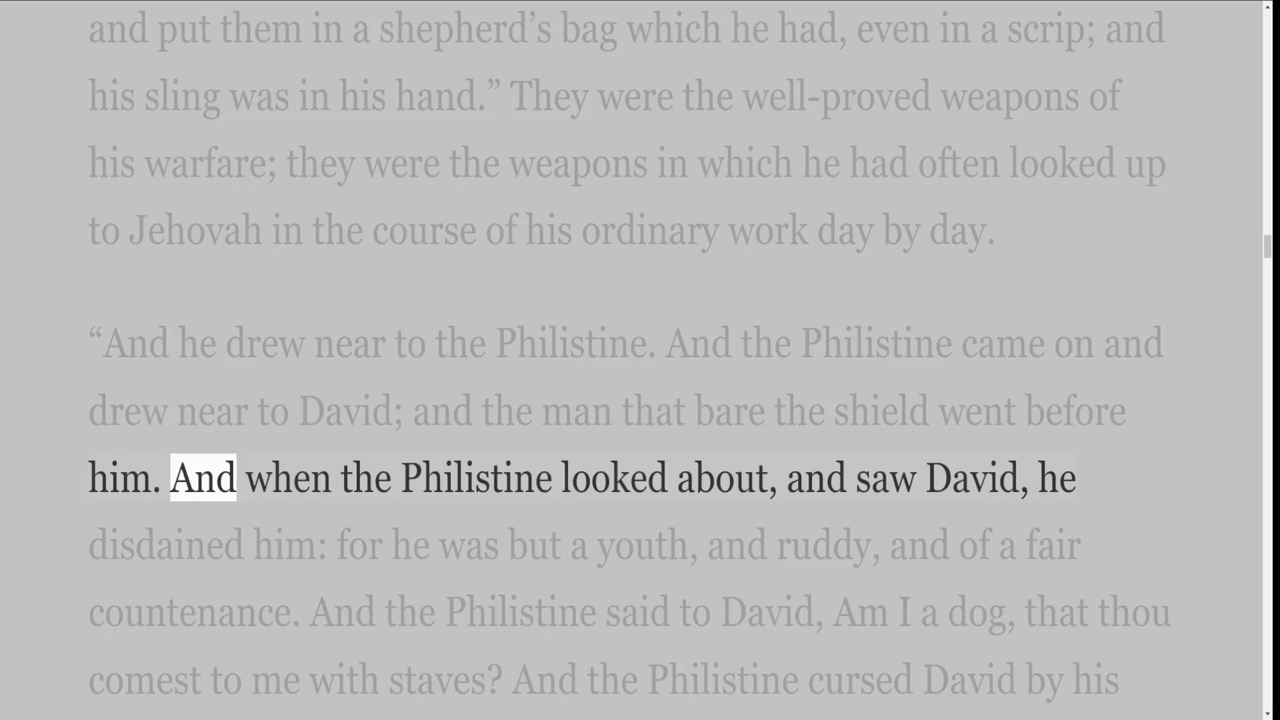 and put them in a shepherd’s bag which he had, even in a scrip; and
his sling was in his hand.” They were the well-proved weapons of
his warfare; they were the weapons in which he had often looked up
to Jehovah in the course of his ordinary work day by day.
“And he drew near to the Philistine. And the Philistine came on and
drew near to David; and the man that bare the shield went before
him. And when the Philistine looked about, and saw David, he
disdained him: for he was but a youth, and ruddy, and of a fair
countenance. And the Philistine said to David, Am I a dog, that thou
comest to me with staves? And the Philistine cursed David by his